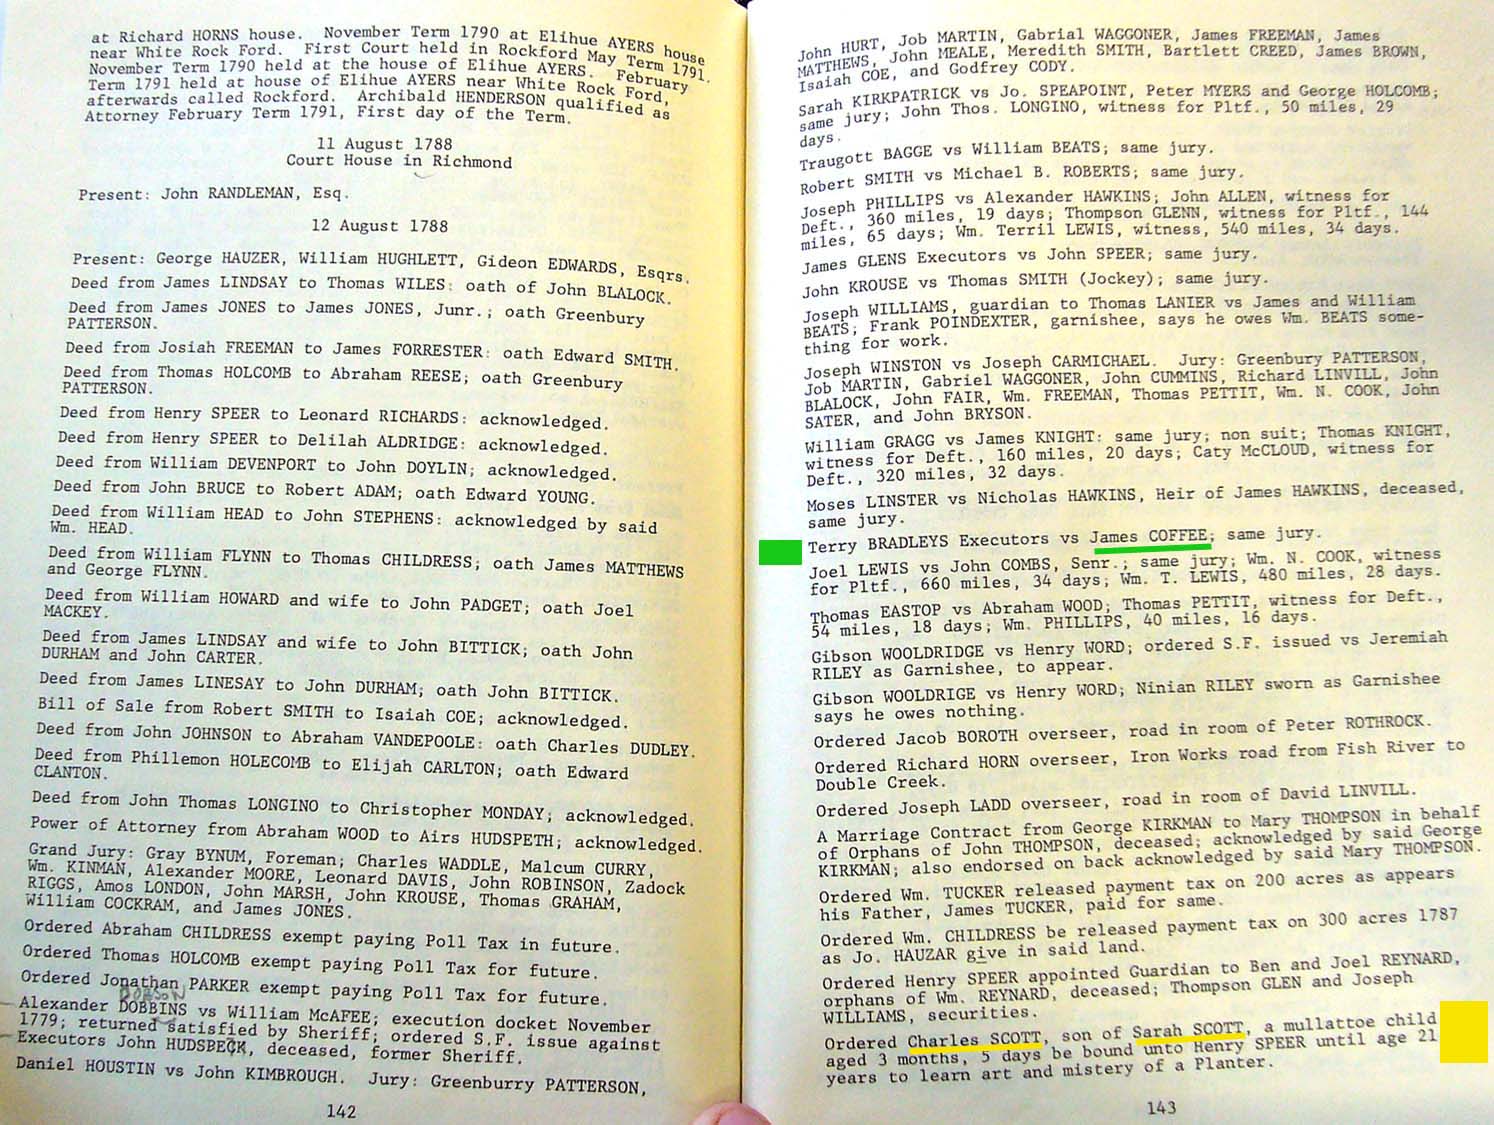 at Richard HORNS house. November Term 1790 at Elihue AYERS house
near White Rock Ford. First Court held in Rockford May Term 1791.
November Term 1790 held at the house of Elihue AYERS. February
Term 1791 held at house of Elihue AYERS near White Rock Ford,
afterwards called Rockford. Archibald HENDERSON qualified as
Attorney February Term 1791, First day of the Term.
11 August 1788
Court House in Richmond
Present: John RANDLEMAN, Esq.
12 August 1788
Present: George HAUZER, William HUGHLETT, Gideon EDWARDS, Esqrs.
Deed from James LINDSAY to Thomas WILES: oath of John BLALOCK.
Deed from James JONES to James JONES, Junr.; oath Greenbury
PATTERSON.
Deed from Josiah FREEMAN to James FORRESTER: oath Edward SMITH.
Deed from Thomas HOLCOMB to Abraham REESE; oath Greenbury
PATTERSON.
Deed from Henry SPEER to Leonard RICHARDS: acknowledged.
Deed from Henry SPEER to Delilah ALDRIDGE: acknowledged.
Deed from William DEVENPORT to John DOYLIN; acknowledged.
Deed from John BRUCE to Robert ADAM; oath Edward YOUNG.
Deed from William HEAD to John STEPHENS: acknowledged by said
Wm. HEAD.
Deed from William FLYNN to Thomas CHILDRESS; oath James MATTHEWS
and George FLYNN.
Deed from William HOWARD and wife to John PADGET; oath Joel
MACKEY.
Deed from James LINDSAY and wife to John BITTICK; oath John
DURHAM and John CARTER.
Deed from James LINESAY to John DURHAM; oath John BITTICK.
Bill of Sale from Robert SMITH to Isaiah COE; acknowledged.
Deed from John JOHNSON to Abraham VANDEPOOLE: oath Charles DUDLEY.
Deed from Phillemon HOLECOMB to Elijah CARLTON; oath Edward
CLANTON.
Deed from John Thomas LONGINO to Christopher MONDAY; acknowledged.
Power of Attorney from Abraham WOOD to Airs HUDSPETH; acknowledged.
Grand Jury: Gray BYNUM, Foreman; Charles WADDLE, Malcum CURRY,
Wm. KINMAN, Alexander MOORE, Leonard DAVIS, John ROBINSON, Zadock
RIGGS, Amos LONDON, John MARSH, John KROUSE, Thomas GRAHAM,
William COCKRAM, and James JONES.
Ordered Abraham CHILDRESS exempt paying Poll Tax in future.
Ordered Thomas HOLCOMB exempt paying Poll Tax for future.
Ordered Jonathan PARKER exempt paying Poll Tax for future.
DOBSON
Alexander DOBBINS vs William McAFEE; execution docket November
1779; returned satisfied by Sheriff; ordered S.F. issue against
Executors John HUDSPECK, deceased, former Sheriff.
Daniel HOUSTIN vs John KIMBROUGH. Jury: Greenburry PATTERSON,
142
John HURT, Job MARTIN, Gabrial WAGGONER, James FREEMAN, James
MATTHEWS, John MEALE, Meredith SMITH, Bartlett CREED, James BROWN,
Isaiah COE, and Godfrey CODY.
Sarah KIRKPATRICK vs Jo. SPEAPOINT, Peter MYERS and George HOLCOMB;
same jury; John Thos. LONGINO, witness for Pltf., 50 miles, 29
days.
Traugott BAGGE vs William BEATS; same jury.
Robert SMITH vs Michael B. ROBERTS; same jury.
Joseph PHILLIPS vs Alexander HAWKINS; John ALLEN, witness for
Deft., 360 miles, 19 days; Thompson GLENN, witness for Pltf., 144
miles, 65 days; Wm. Terril LEWIS, witness, 540 miles, 34 days.
James GLENS Executors vs John SPEER; same jury.
John KROUSE vs Thomas SMITH (Jockey); same jury.
Joseph WILLIAMS, guardian to Thomas LANIER vs James and William
BEATS; Frank POINDEXTER, garnishee, says he owes Wm. BEATS some-
thing for work.
Joseph WINSTON vs Joseph CARMICHAEL. Jury: Greenbury PATTERSON,
Job MARTIN, Gabriel WAGGONER, John CUMMINS, Richard LINVILL, John
BLALOCK, John FAIR, Wm. FREEMAN, Thomas PETTIT, Wm. N. COOK, John
SATER, and John BRYSON.
William GRAGG vs James KNIGHT: same jury; non suit; Thomas KNIGHT,
witness for Deft., 160 miles, 20 days; Caty McCLOUD, witness for
Deft., 320 miles, 32 days.
Moses LINSTER vs Nicholas HAWKINS, Heir of James HAWKINS, deceased,
same jury.
Terry BRADLEYS Executors vs James COFFEE; same jury.
Joel LEWIS vs John COMBS, Senr.; same jury; Wm. N. COOK, witness
for Pltf., 660 miles, 34 days; Wm. T. LEWIS, 480 miles, 28 days.
Thomas EASTOP vs Abraham WOOD; Thomas PETTIT, witness for Deft.,
54 miles, 18 days; Wm. PHILLIPS, 40 miles, 16 days.
Gibson WOOLDRIDGE vs Henry WORD; ordered S.F. issued vs Jeremiah
RILEY as Garnishee, to appear.
Gibson WOOLDRIGE vs Henry WORD; Ninian RILEY sworn as Garnishee
says he owes nothing.
Ordered Jacob BOROTH overseer, road in room of Peter ROTHROCK.
Ordered Richard HORN overseer, Iron Works road from Fish River to
Double Creek.
Ordered Joseph LADD overseer, road in room of David LINVILL.
A Marriage Contract from George KIRKMAN to Mary THOMPSON in behalf
of Orphans of John THOMPSON, deceased; acknowledged by said George
KIRKMAN; also endorsed on back acknowledged by said Mary THOMPSON.
Ordered Wm. TUCKER released payment tax on 200 acres as appears
his Father, James TUCKER, paid for same.
Ordered Wm. CHILDRESS be released payment tax on 300 acres 1787
as Jo. HAUZAR give in said land.
Ordered Henry SPEER appointed Guardian to Ben and Joel REYNARD,
orphans of Wm. REYNARD, deceased; Thompson GLEN and Joseph
WILLIAMS, securities.
Ordered Charles SCOTT, son of Sarah SCOTT, a mullattoe child
aged 3 months, 5 days be bound unto Henry SPEER until age 21
years to learn art and mistery of a Planter.
143